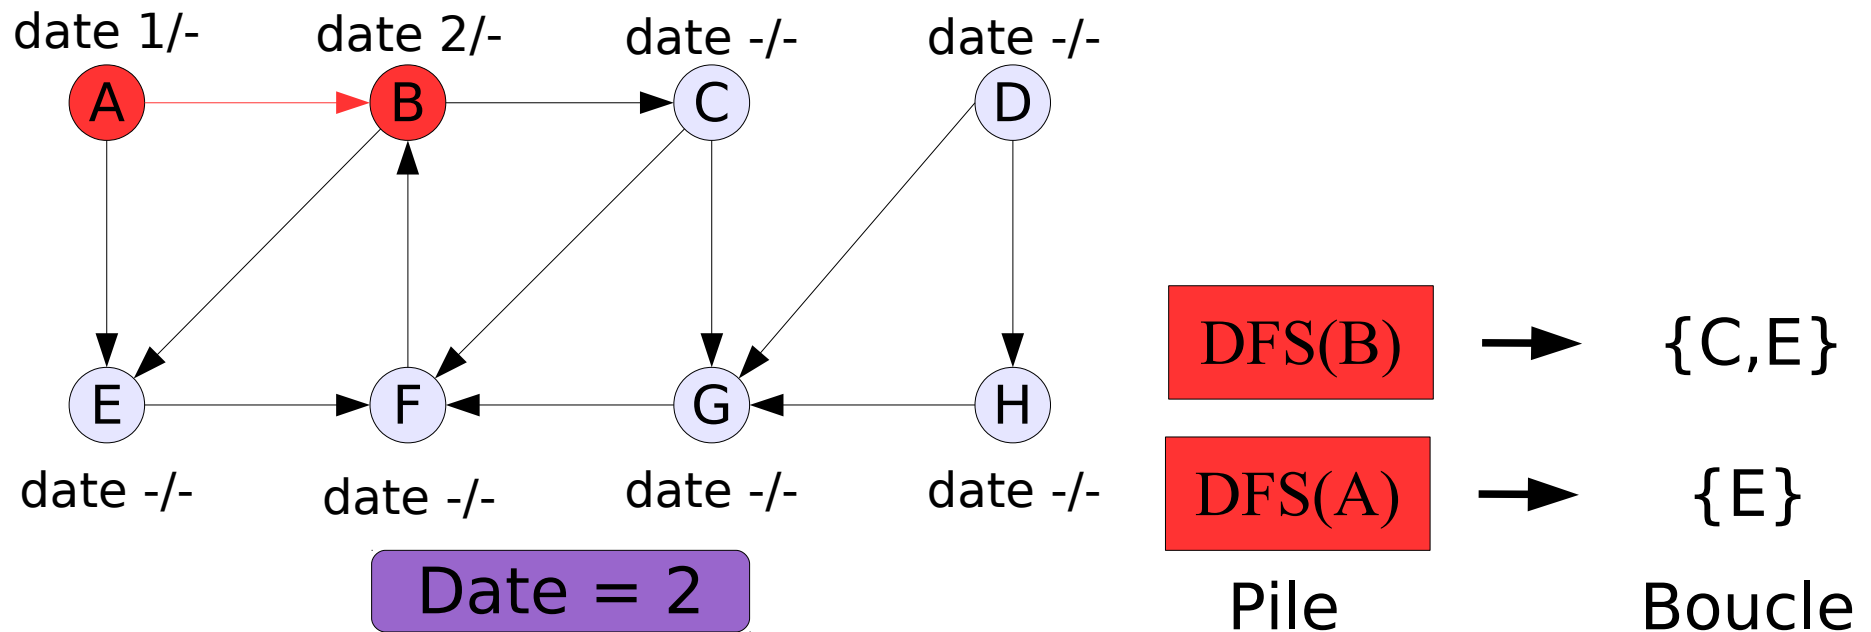 date 1/- date 2/- date -/- date -/-
A B C D
DFS(B) {C,E}
E F G H
date -/- date -/- date -/- date -/-
DFS(A) {E}
Date = 2
Pile Boucle